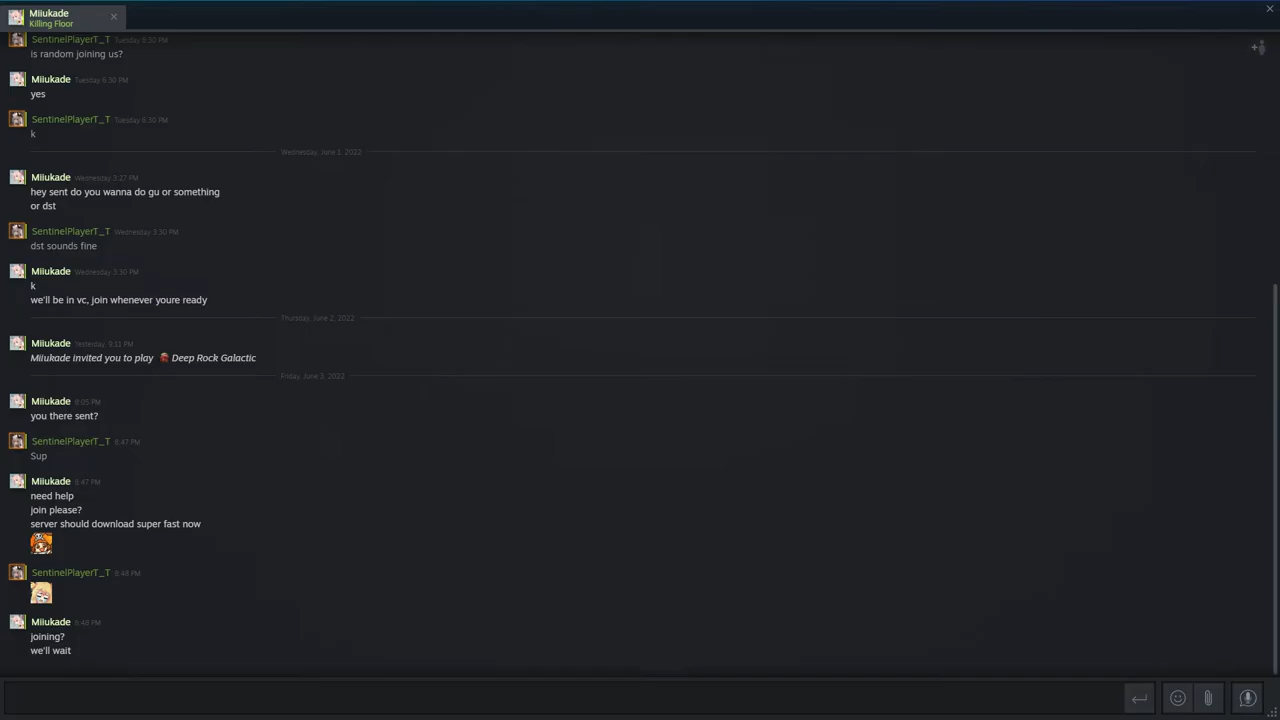 Miiukade
Killing Floor
SentinelPlayerT_T Tuesday 6:30 PM
is random joining us?
Miiukade Tuesday 6:30 PM
yes
SentinelPlayerT_T Tuesday 6:30 PM
k
Wednesday, June 1, 2022
Miiukade Wednesday 3:27 PM
hey sent do you wanna do gu or something
or dst
SentinelPlayerT_T Wednesday 3:30 PM
dst sounds fine
Miiukade Wednesday 3:30 PM
k
we'll be in vc, join whenever youre ready
Thursday, June 2, 2022
Miiukade Yesterday, 9:11 PM
Miiukade invited you to play Deep Rock Galactic
Friday, June 3, 2022
Miiukade 8:05 PM
you there sent?
SentinelPlayerT_T 8:47 PM
Sup
Miiukade 8:47 PM
need help
join please?
server should download super fast now
SentinelPlayerT_T 8:48 PM
Miiukade 8:48 PM
joining?
we'll wait